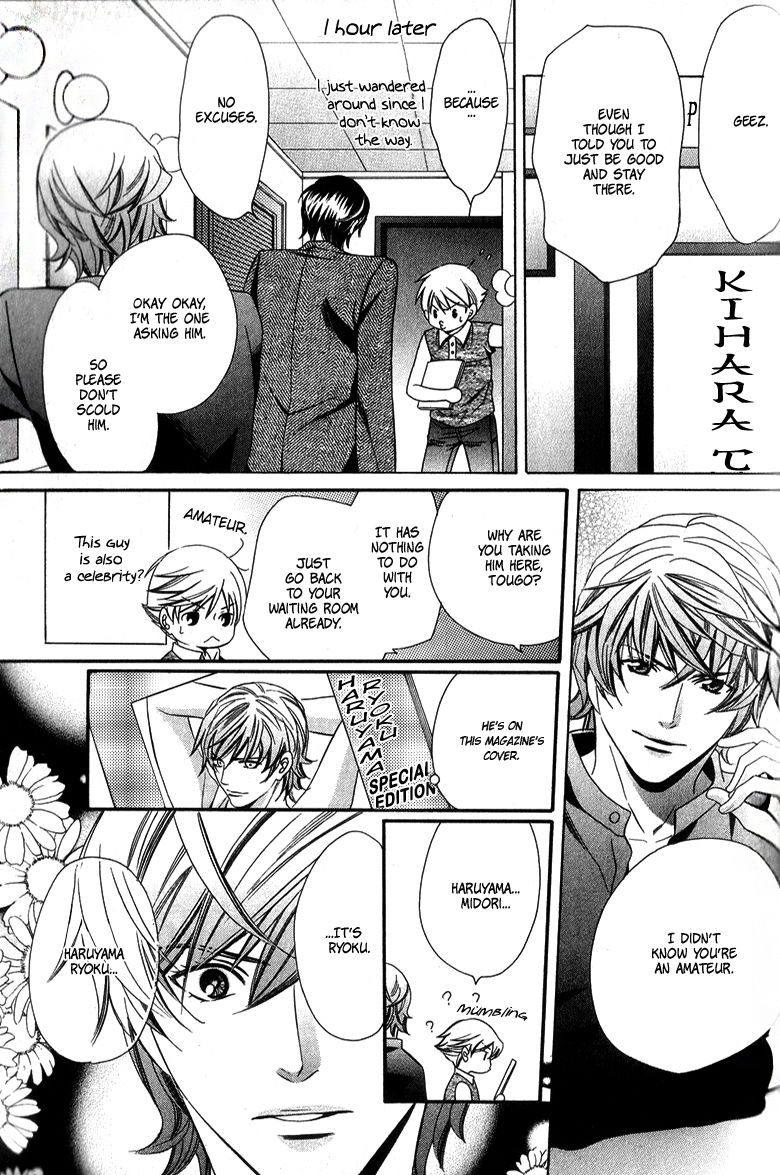 GEEZ.
EVEN
THOUGH I
TOLD YOU TO
JUST BE GOOD
AND STAY
THERE.
P
KIHARA T
1 hour later
...
BECAUSE
...
I just wandered
around since I
don't know
the way.
NO
EXCUSES.
OKAY OKAY,
I'M THE ONE
ASKING HIM.
SO
PLEASE
DON'T
SCOLD
HIM.
I DIDN'T
KNOW YOU'RE
AN AMATEUR.
WHY ARE
YOU TAKING
HIM HERE,
TOUGO?
IT HAS
NOTHING
TO DO
WITH
YOU.
JUST
GO BACK
TO YOUR
WAITING ROOM
ALREADY.
AMATEUR.
This guy
is also
a celebrity?
HE'S ON
THIS MAGAZINE'S
COVER.
RYOKU
HARUYAMA
SPECIAL
EDITION
HARUYAMA...
MIDORI...
? ? ?
MUMBLING
...IT'S
RYOKU.
HARUYAMA
RYOKU...